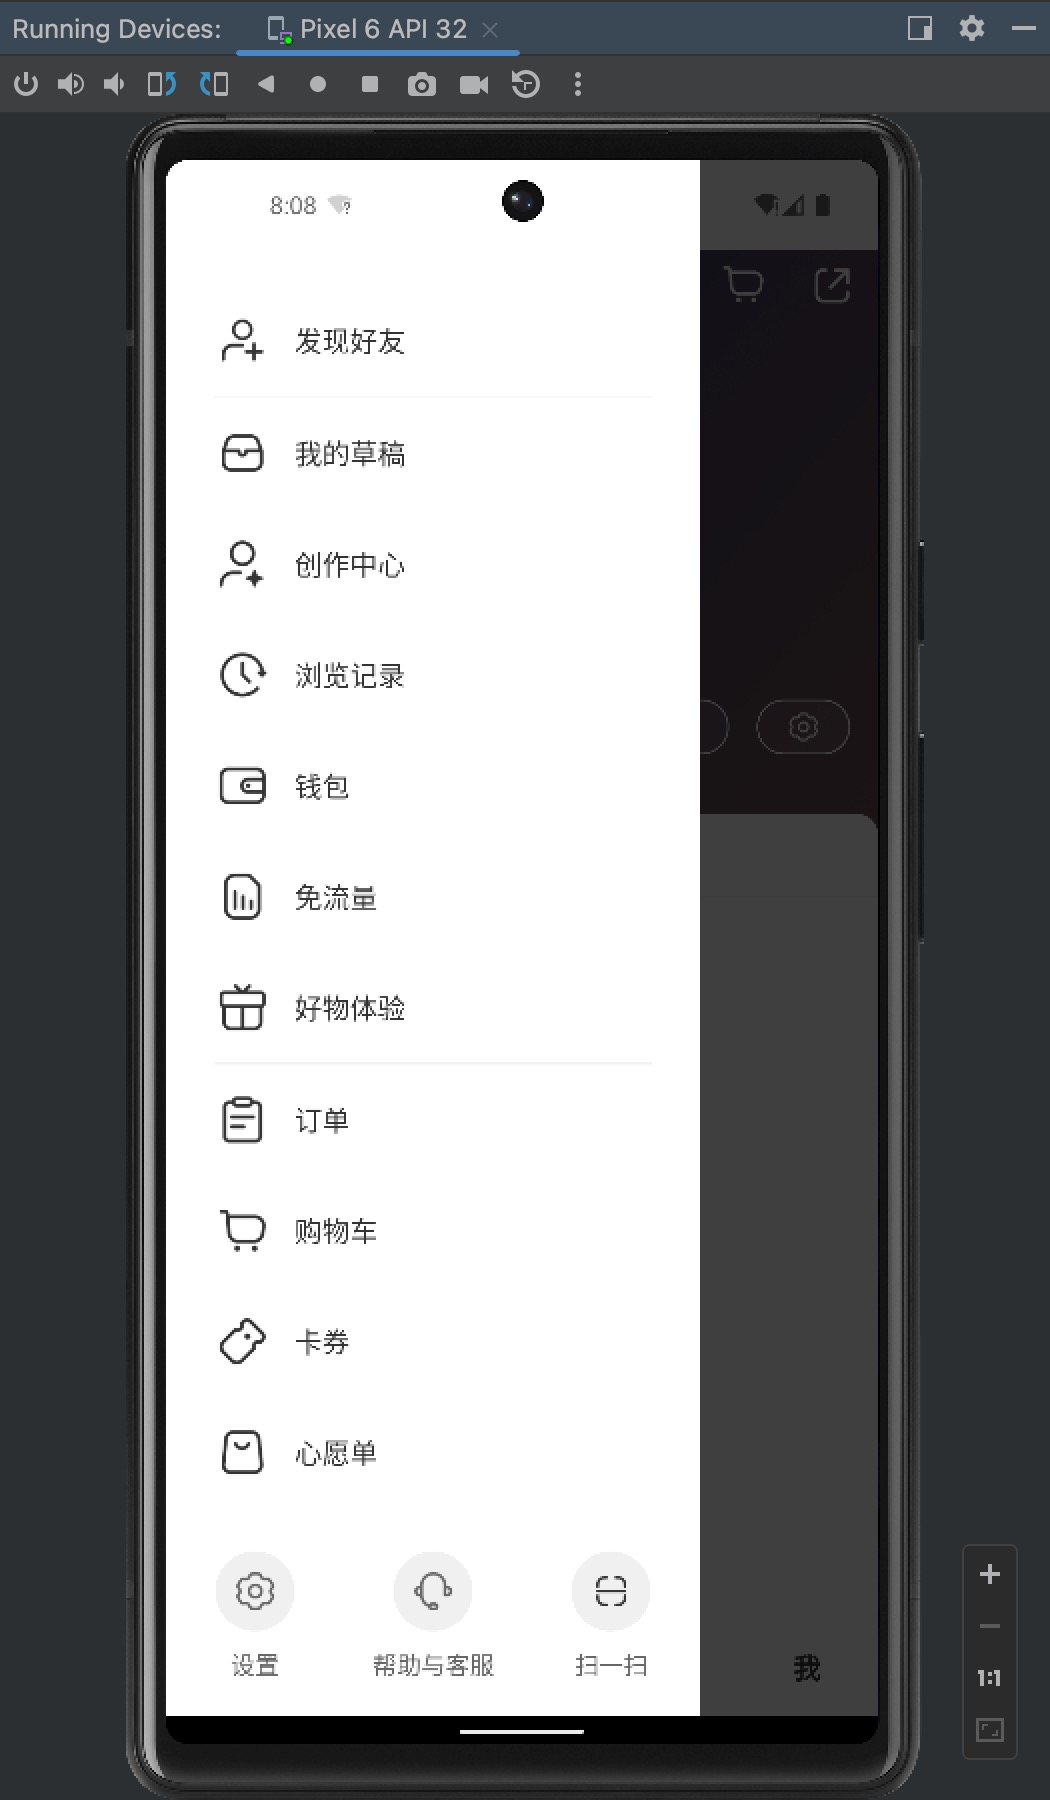 Running Devices: Pixel 6 API 32
8:08
发现好友
我的草稿
创作中心
浏览记录
钱包
免流量
好物体验
订单
购物车
卡券
心愿单
设置 帮助与客服 扫一扫
我
1:1